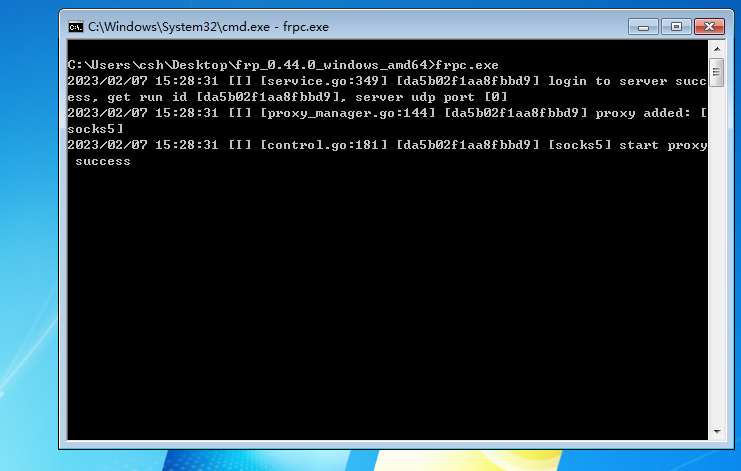 C:\Windows\System32\cmd.exe - frpc.exe
C:\Users\csh\Desktop\frp_0.44.0_windows_amd64>frpc.exe
2023/02/07 15:28:31 [I] [service.go:349] [da5b02f1aa8fbbd9] login to server succ
ess, get run id [da5b02f1aa8fbbd9], server udp port [0]
2023/02/07 15:28:31 [I] [proxy_manager.go:144] [da5b02f1aa8fbbd9] proxy added: [
socks5]
2023/02/07 15:28:31 [I] [control.go:181] [da5b02f1aa8fbbd9] [socks5] start proxy
 success